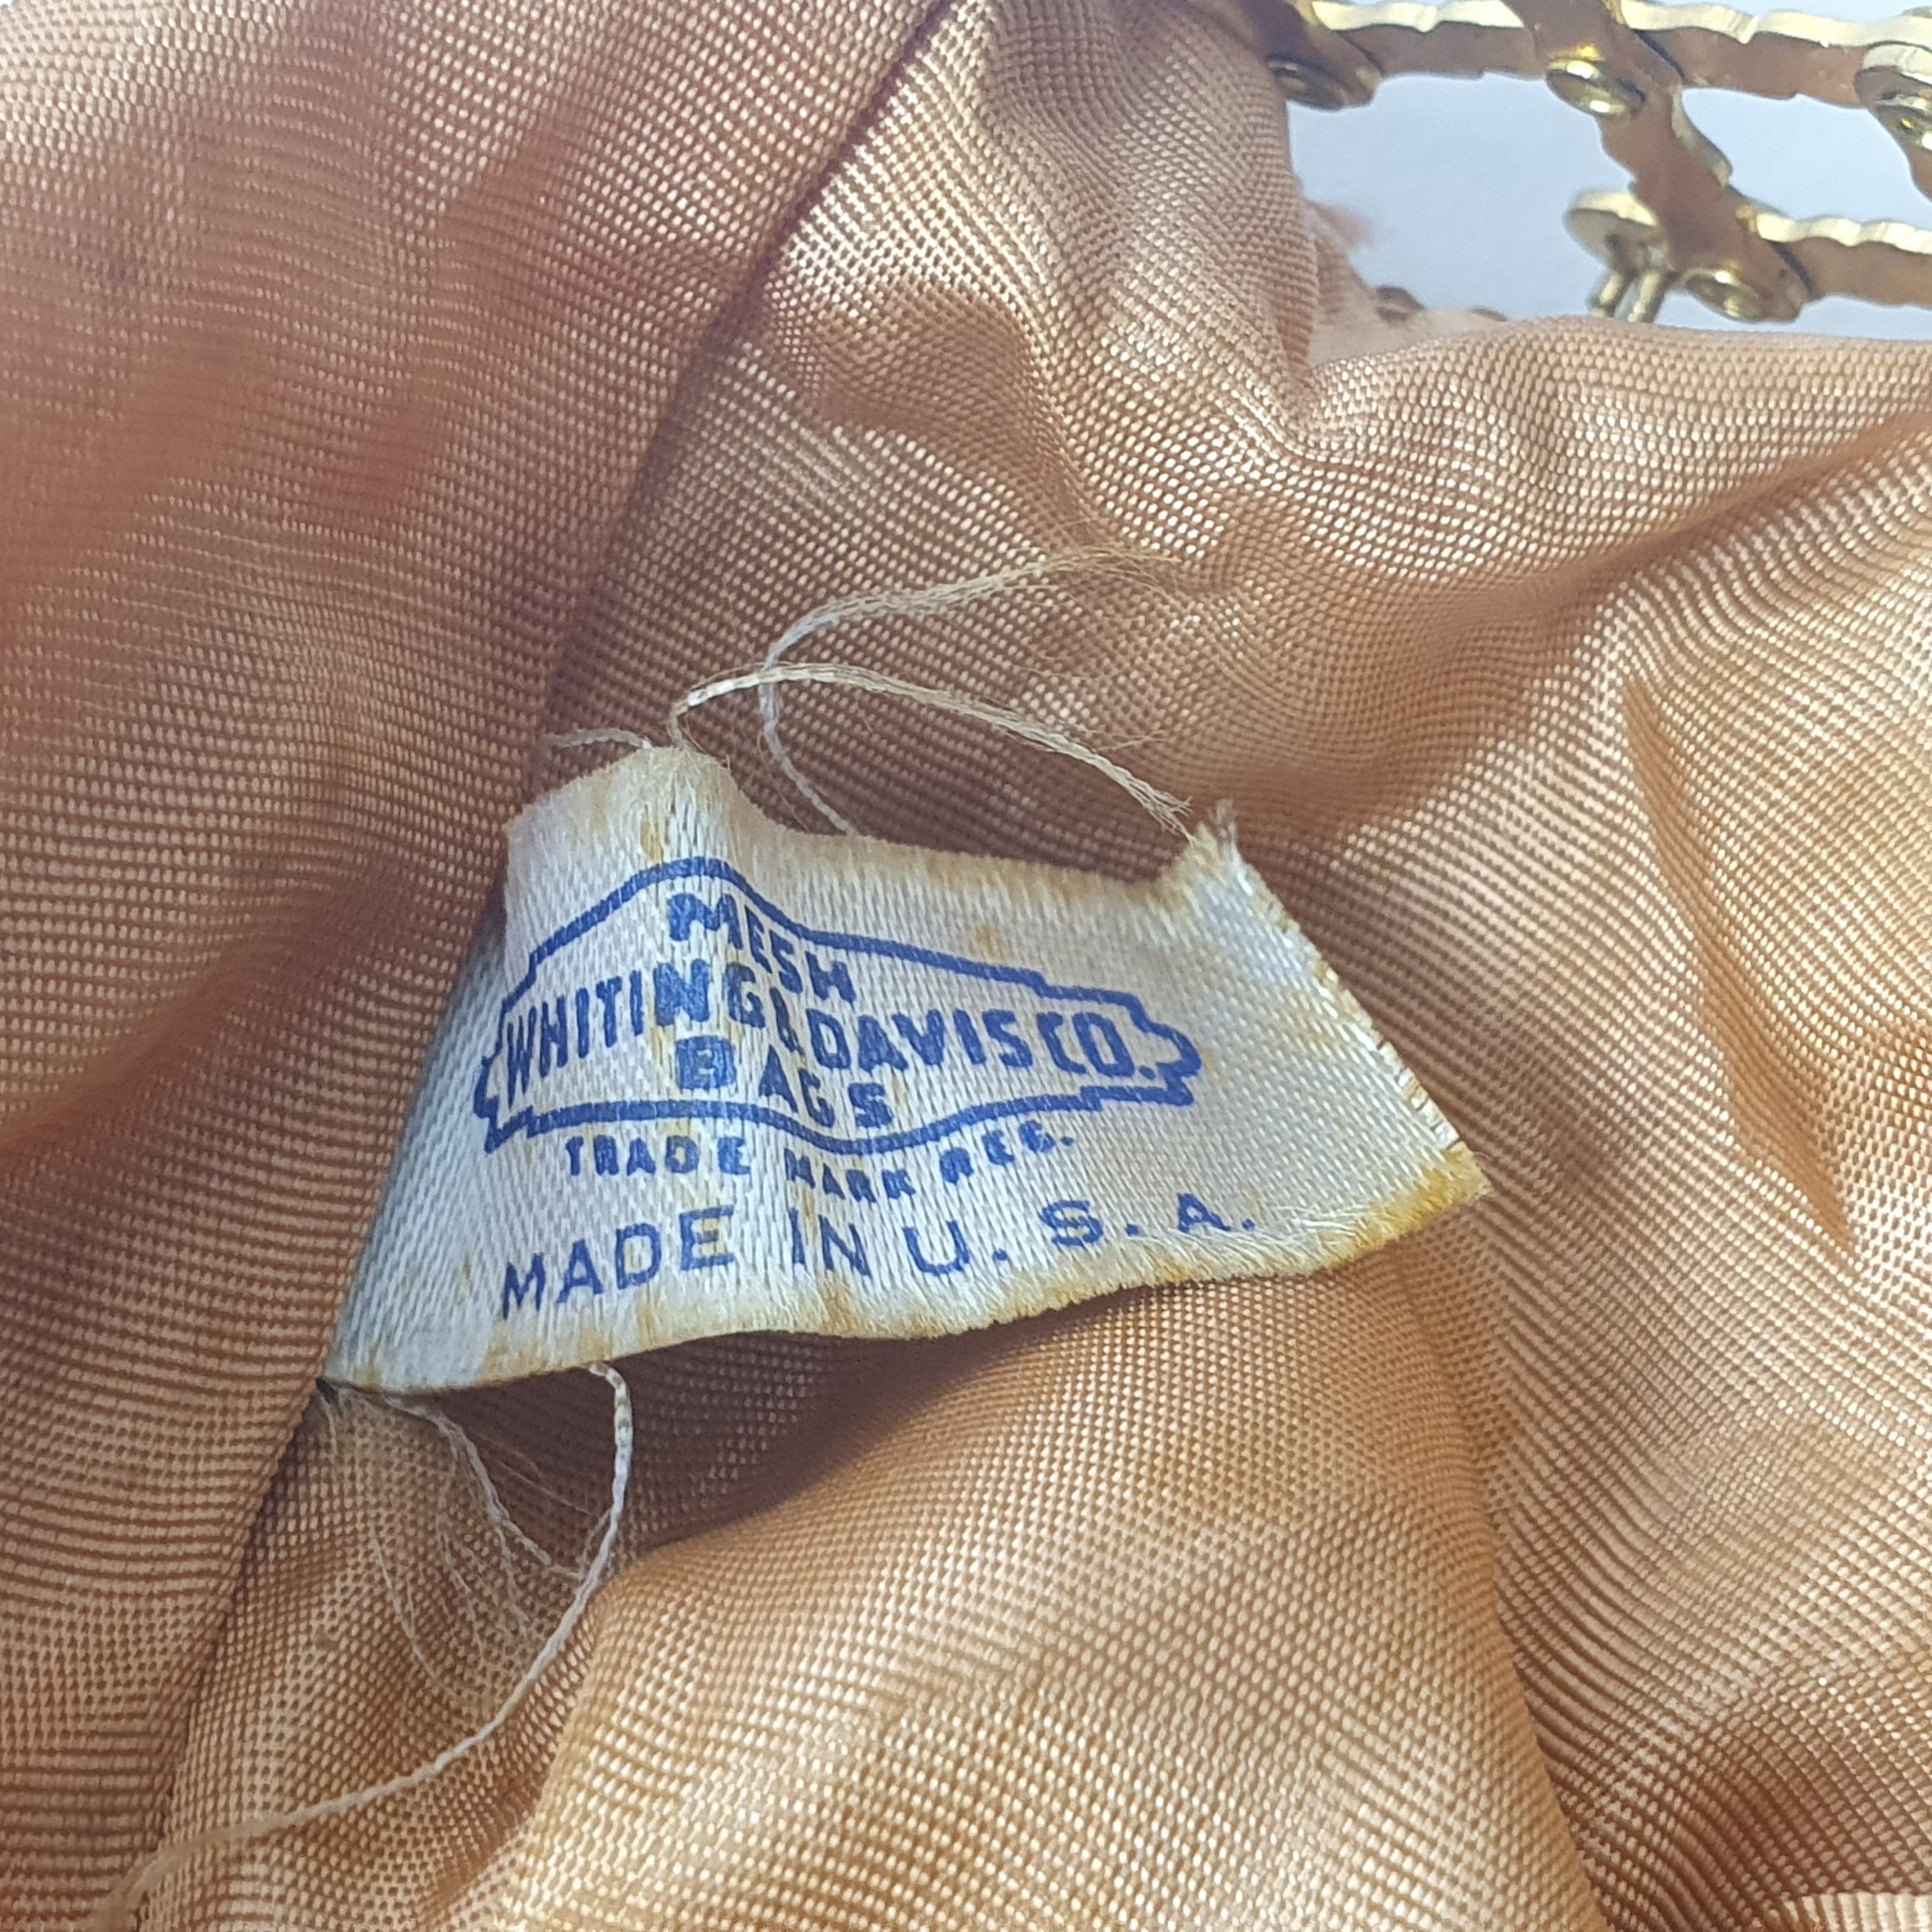 MESH
WHITING & DAVIS CO.
BAGS
TRADE MARK REG.
MADE IN U.S.A.